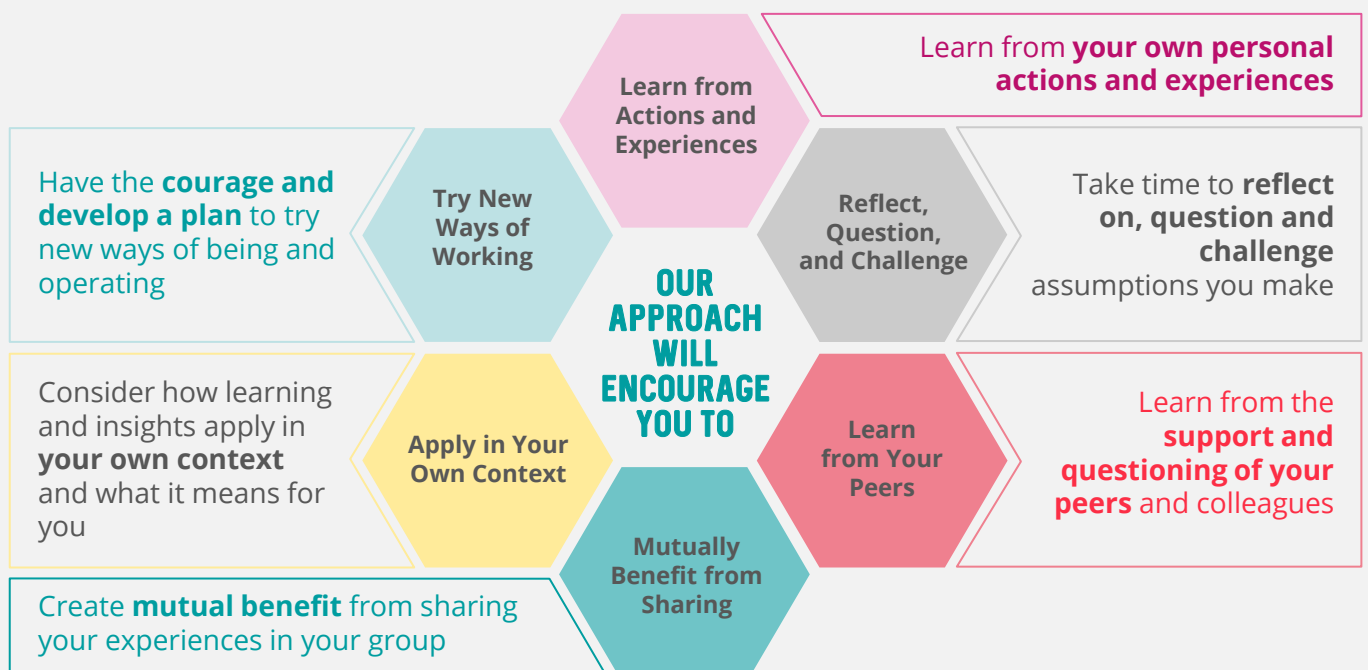 OUR
APPROACH
WILL
ENCOURAGE
YOU TO
Learn from
Actions and
Experiences
Learn from your own personal
actions and experiences
Reflect,
Question,
and Challenge
Take time to reflect
on, question and
challenge
assumptions you make
Learn
from Your
Peers
Learn from the
support and
questioning of your
peers and colleagues
Mutually
Benefit from
Sharing
Create mutual benefit from sharing
your experiences in your group
Apply in Your
Own Context
Consider how learning
and insights apply in
your own context
and what it means for
you
Try New
Ways of
Working
Have the courage and
develop a plan to try
new ways of being and
operating